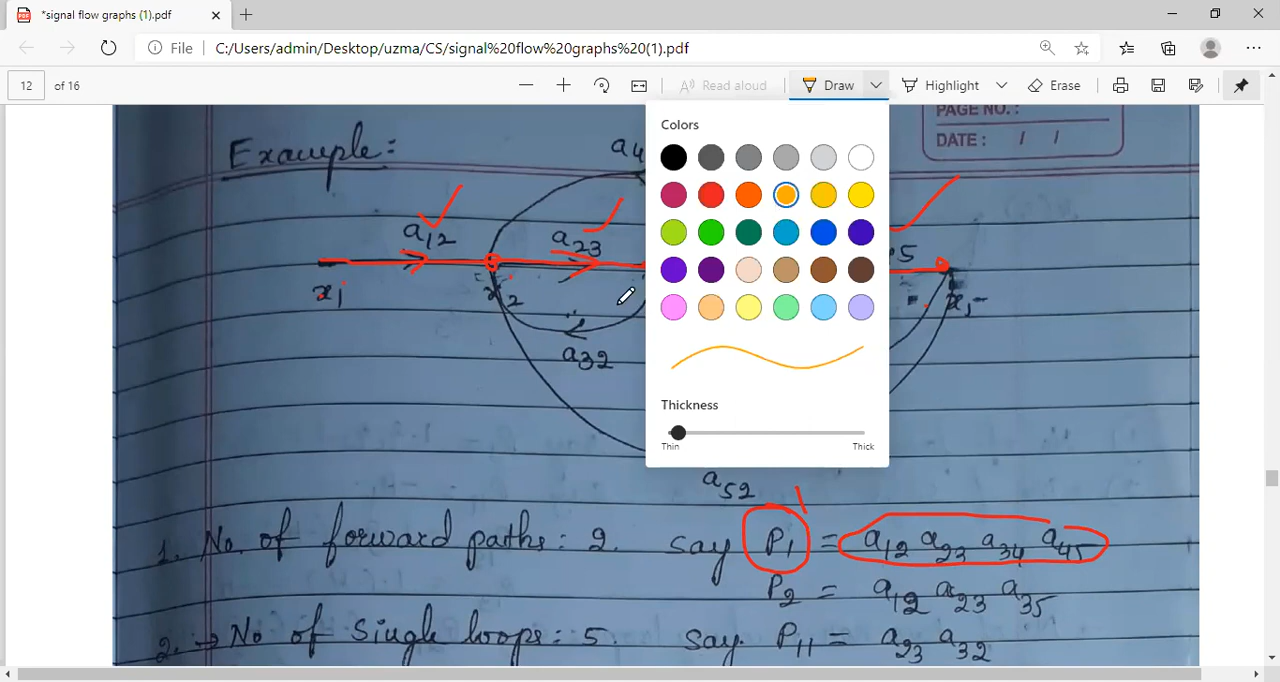 *signal flow graphs (1).pdf
File
C:/Users/admin/Desktop/uzma/CS/signal%20flow%20graphs%20(1).pdf
12 of 16
Read aloud
Draw
Highlight
Erase
Colors
Thickness
Thin
Thick
PAGE NO.:
DATE: / /
Example:
a12
a23
x1
x2
a32
a52
1. No. of forward paths: 2. say P1 = a12 a23 a34 a45
P2 = a12 a23 a35
2. → No of Single loops: 5. say. P11 = a23 a32